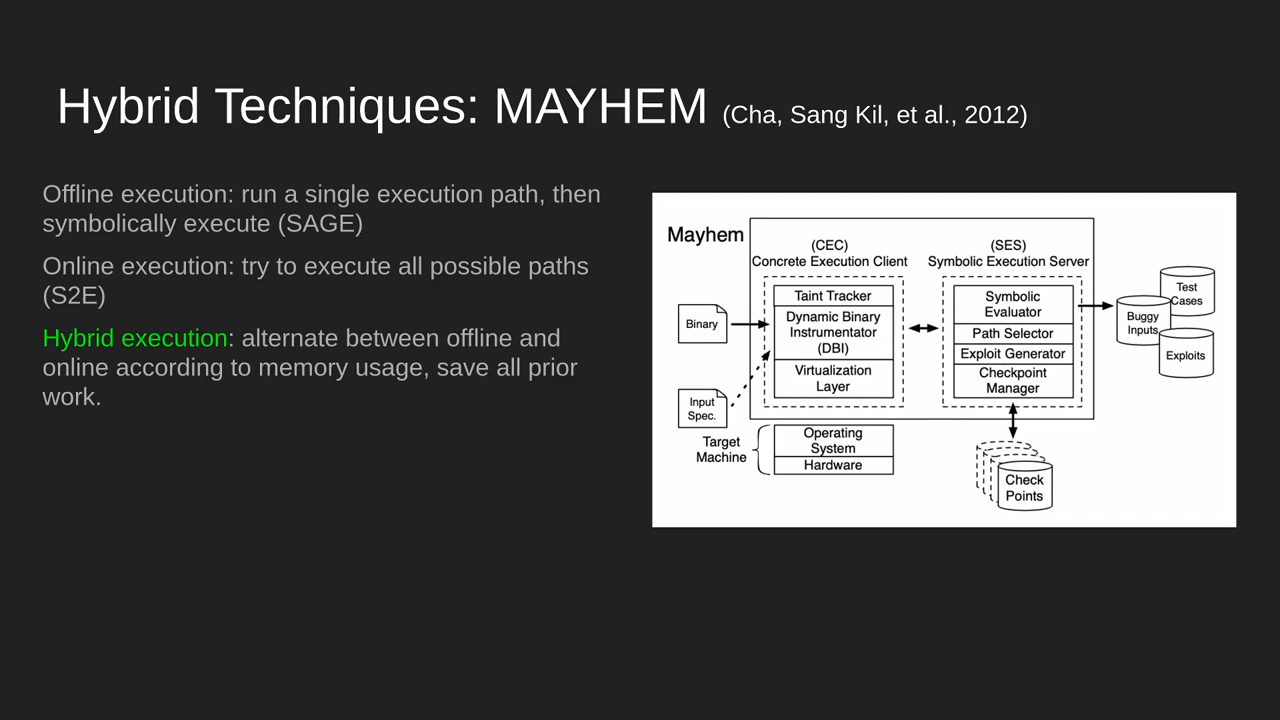 Hybrid Techniques: MAYHEM (Cha, Sang Kil, et al., 2012)
Offline execution: run a single execution path, then
symbolically execute (SAGE)
Online execution: try to execute all possible paths
(S2E)
Hybrid execution: alternate between offline and
online according to memory usage, save all prior
work.
Mayhem
(CEC)
Concrete Execution Client
(SES)
Symbolic Execution Server
Binary
Input
Spec.
Taint Tracker
Dynamic Binary
Instrumentator
(DBI)
Virtualization
Layer
Symbolic
Evaluator
Path Selector
Exploit Generator
Checkpoint
Manager
Test
Cases
Buggy
Inputs
Exploits
Target
Machine
Operating
System
Hardware
Check
Points